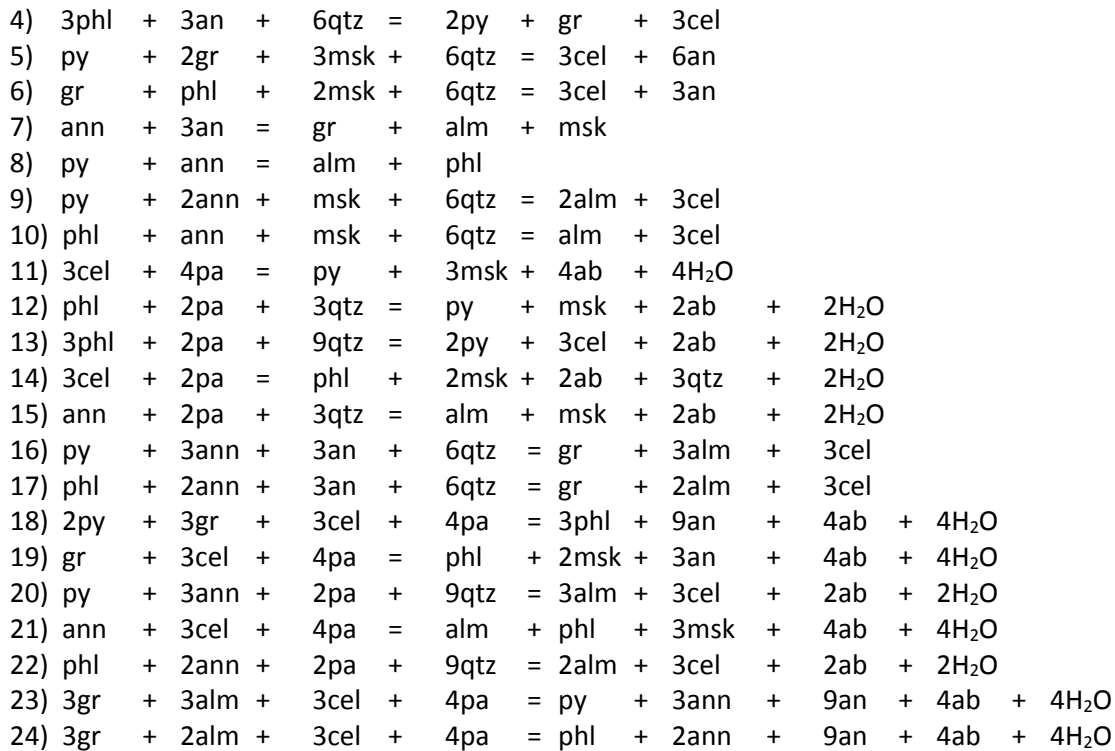 4) 3phl + 3an + 6qtz = 2py + gr + 3cel
5) py + 2gr + 3msk + 6qtz = 3cel + 6an
6) gr + phl + 2msk + 6qtz = 3cel + 3an
7) ann + 3an = gr + alm + msk
8) py + ann = alm + phl
9) py + 2ann + msk + 6qtz = 2alm + 3cel
10) phl + ann + msk + 6qtz = alm + 3cel
11) 3cel + 4pa = py + 3msk + 4ab + 4H₂O
12) phl + 2pa + 3qtz = py + msk + 2ab + 2H₂O
13) 3phl + 2pa + 9qtz = 2py + 3cel + 2ab + 2H₂O
14) 3cel + 2pa = phl + 2msk + 2ab + 3qtz + 2H₂O
15) ann + 2pa + 3qtz = alm + msk + 2ab + 2H₂O
16) py + 3ann + 3an + 6qtz = gr + 3alm + 3cel
17) phl + 2ann + 3an + 6qtz = gr + 2alm + 3cel
18) 2py + 3gr + 3cel + 4pa = 3phl + 9an + 4ab + 4H₂O
19) gr + 3cel + 4pa = phl + 2msk + 3an + 4ab + 4H₂O
20) py + 3ann + 2pa + 9qtz = 3alm + 3cel + 2ab + 2H₂O
21) ann + 3cel + 4pa = alm + phl + 3msk + 4ab + 4H₂O
22) phl + 2ann + 2pa + 9qtz = 2alm + 3cel + 2ab + 2H₂O
23) 3gr + 3alm + 3cel + 4pa = py + 3ann + 9an + 4ab + 4H₂O
24) 3gr + 2alm + 3cel + 4pa = phl + 2ann + 9an + 4ab + 4H₂O